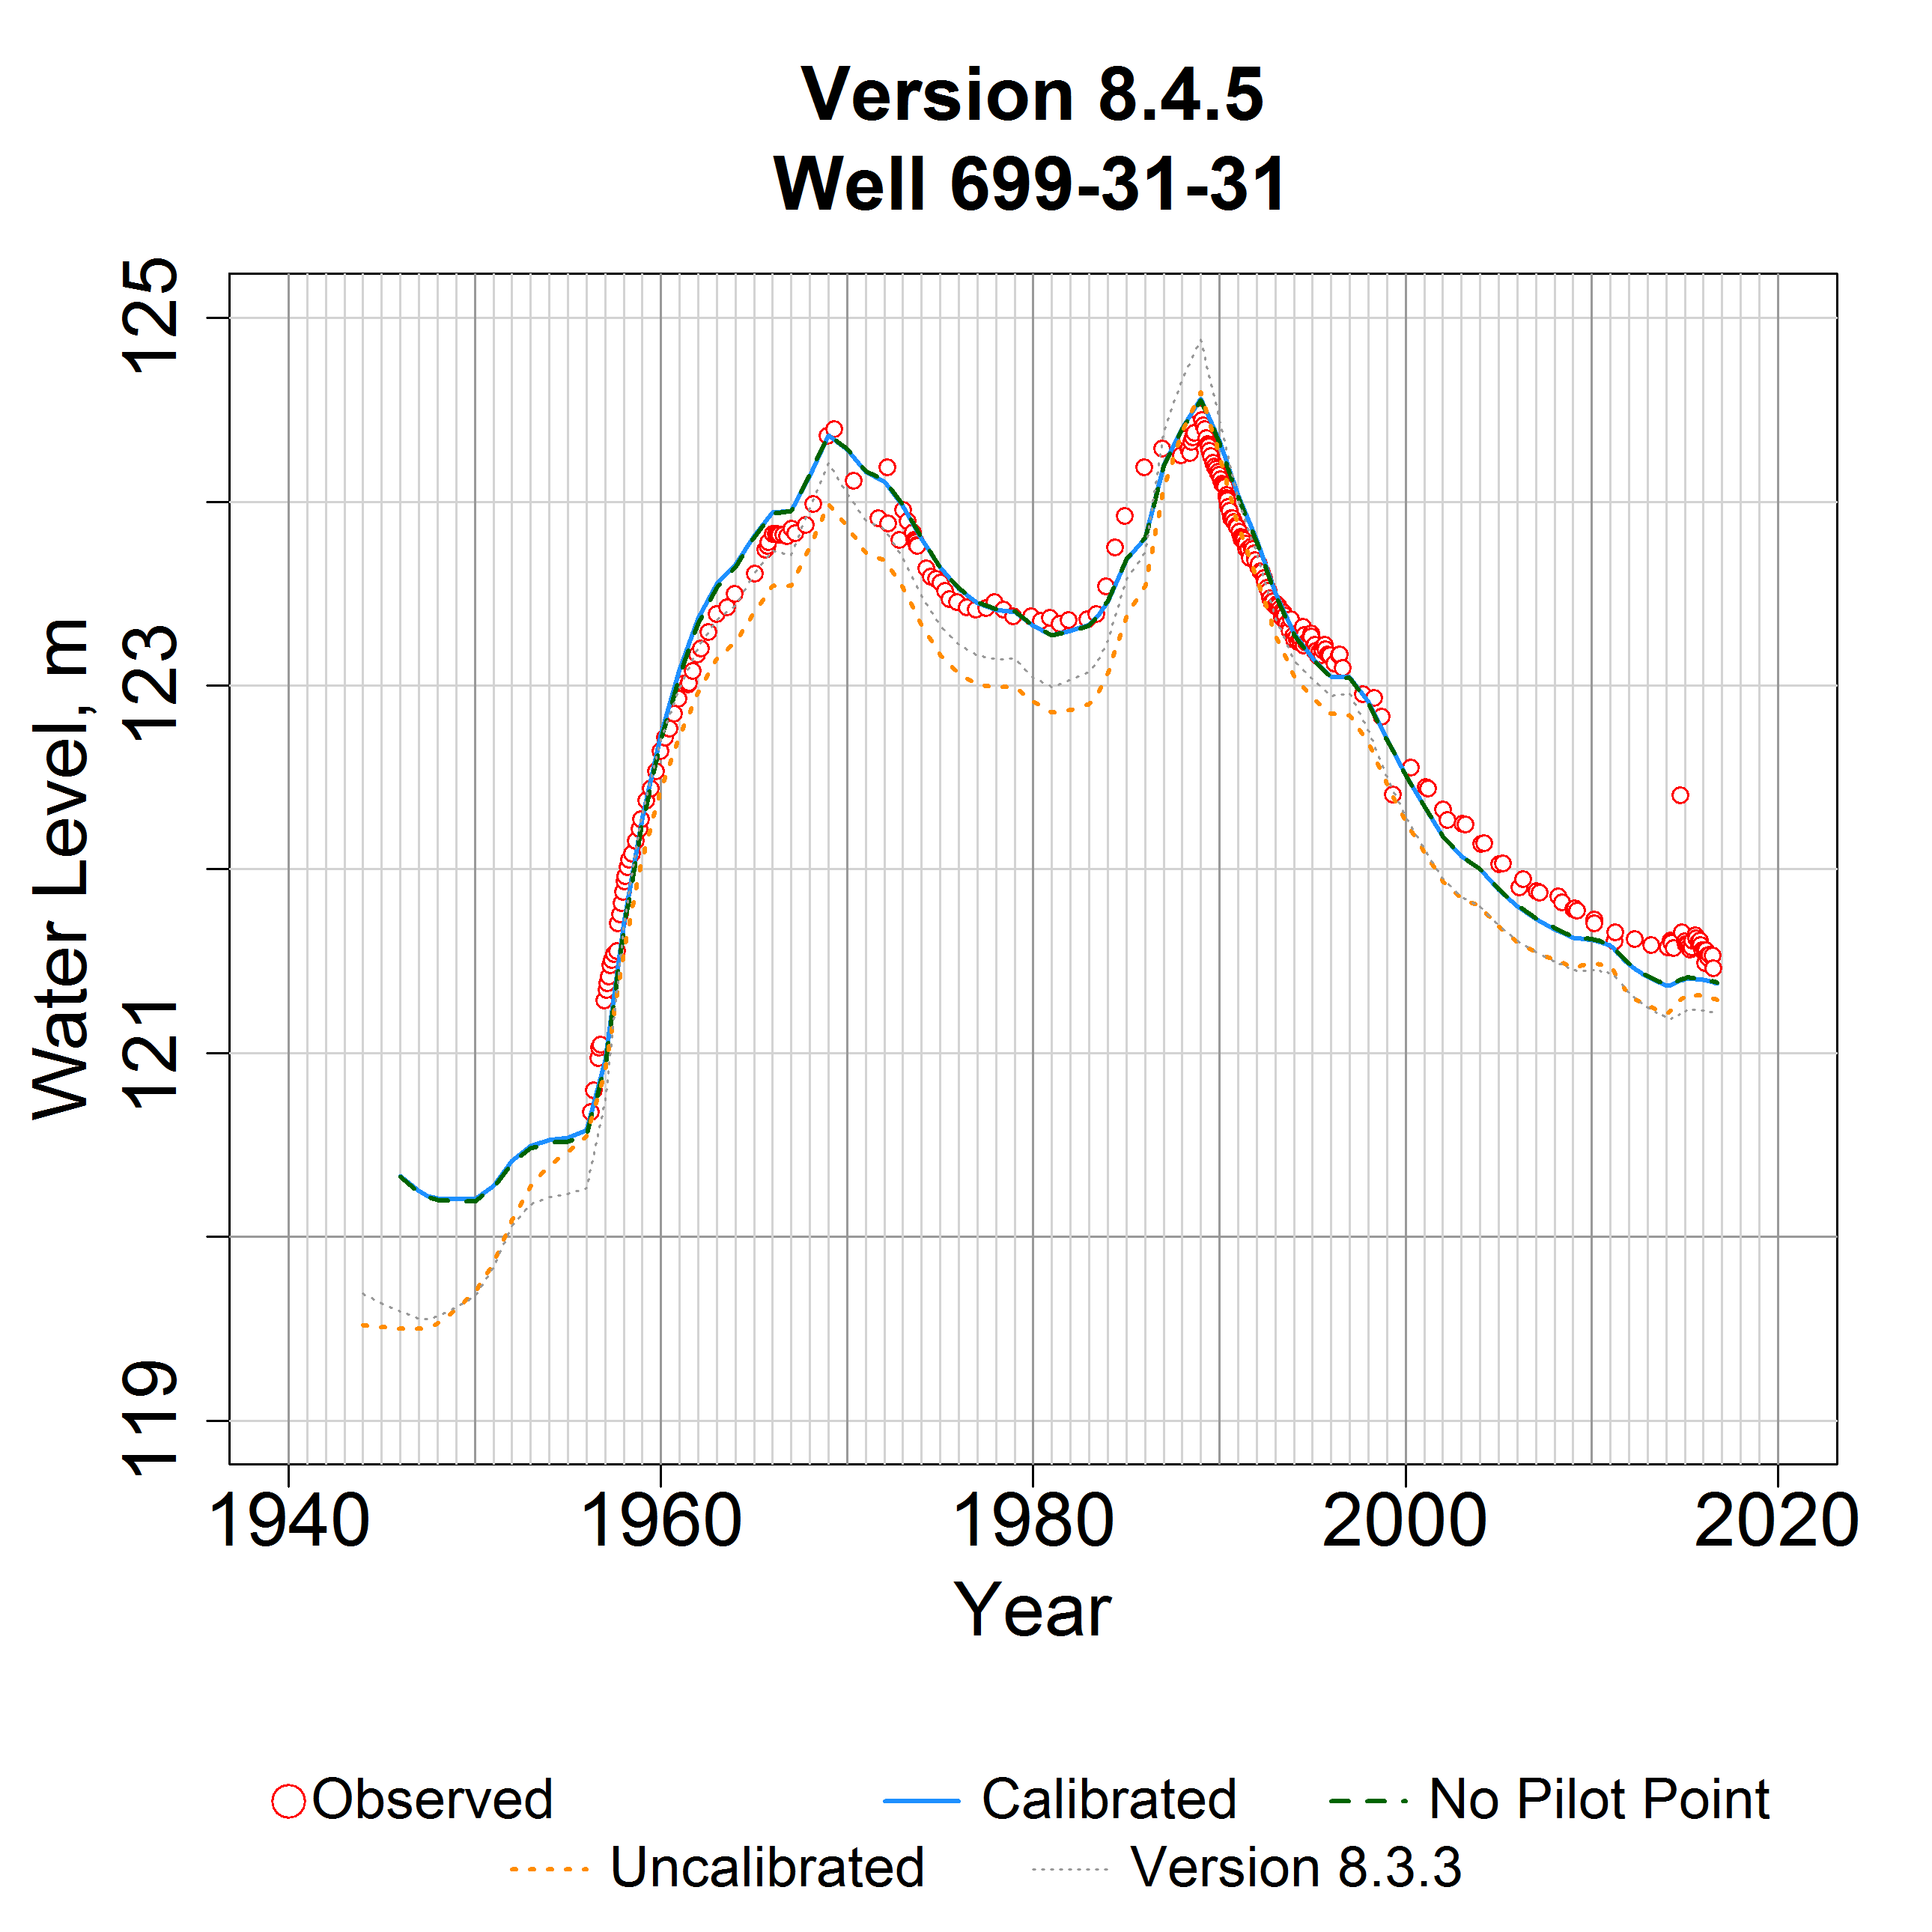 Version 8.4.5
Well 699-31-31
125
123
121
119
Water Level, m
1940 1960 1980 2000 2020
Year
Observed Calibrated No Pilot Point
Uncalibrated Version 8.3.3